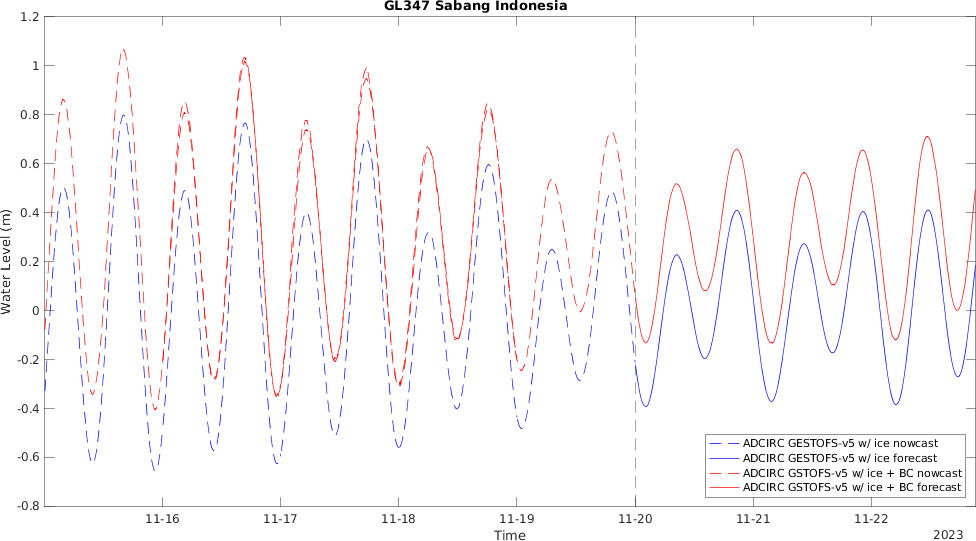 GL347 Sabang Indonesia
1.2
1
0.8
0.6
0.4
0.2
0
-0.2
-0.4
-0.6
-0.8
Water Level (m)
11-16 11-17 11-18 11-19 11-20 11-21 11-22
Time
2023
ADCIRC GESTOFS-v5 w/ ice nowcast
ADCIRC GESTOFS-v5 w/ ice forecast
ADCIRC GSTOFS-v5 w/ ice + BC nowcast
ADCIRC GSTOFS-v5 w/ ice + BC forecast